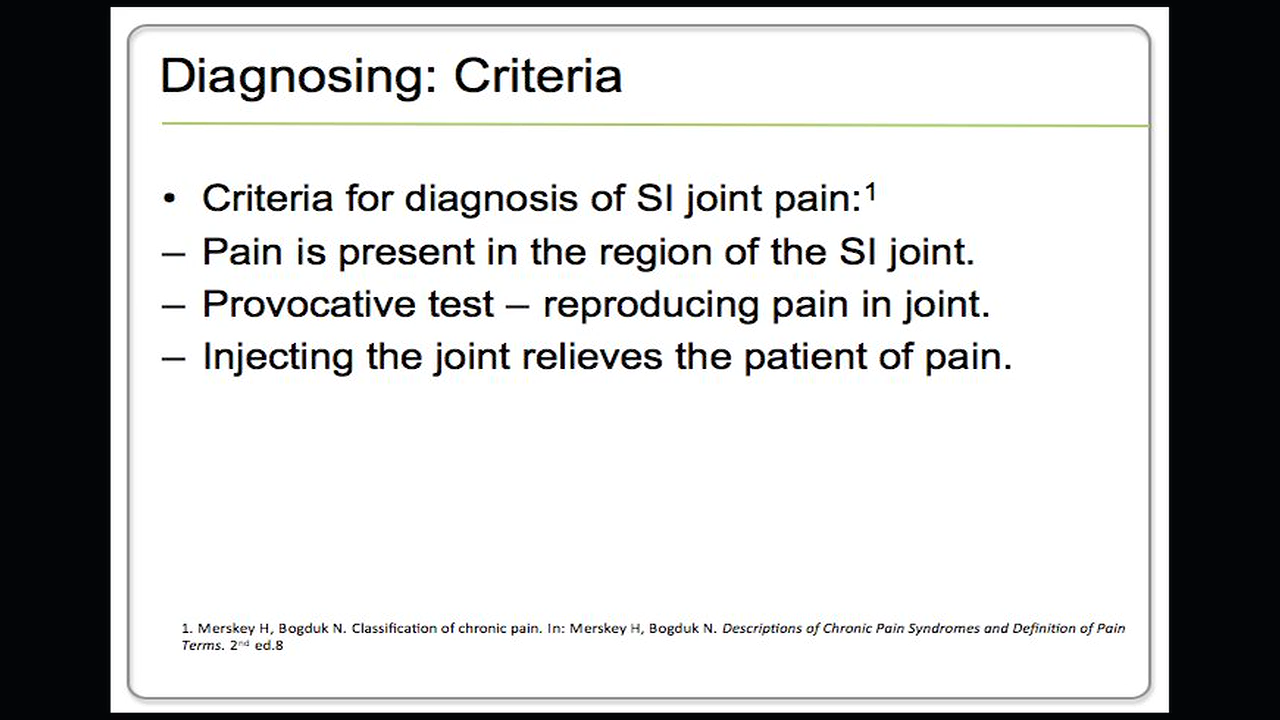 Diagnosing: Criteria
• Criteria for diagnosis of SI joint pain:¹
– Pain is present in the region of the SI joint.
– Provocative test – reproducing pain in joint.
– Injecting the joint relieves the patient of pain.
1. Merskey H, Bogduk N. Classification of chronic pain. In: Merskey H, Bogduk N. Descriptions of Chronic Pain Syndromes and Definition of Pain
Terms. 2ⁿᵈ ed.8